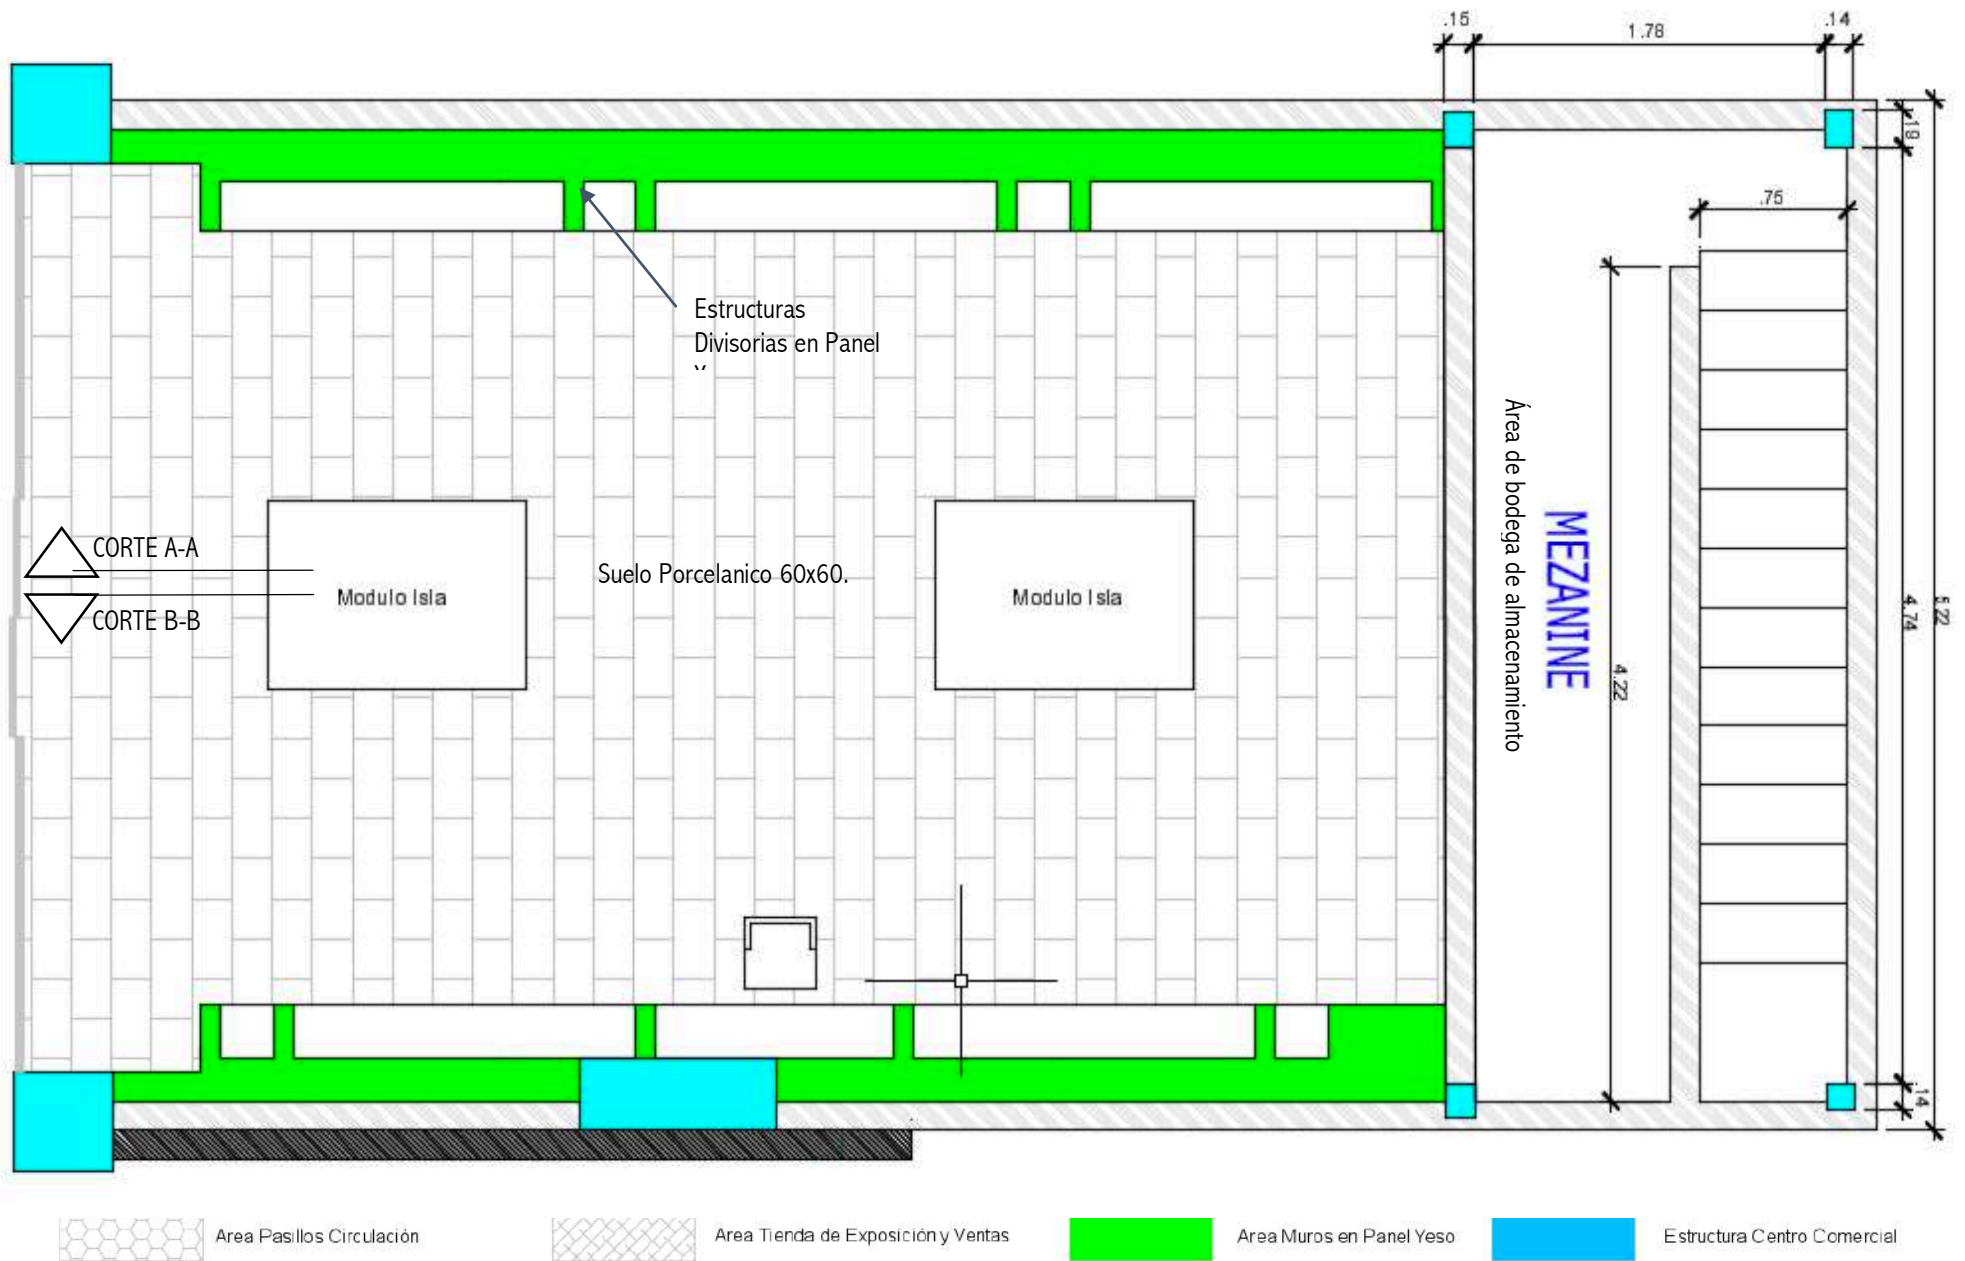 .15
1.78
.14
.19
.75
Estructuras
Divisorias en Panel
Área de bodega de almacenamiento
MEZANINE
CORTE A-A
CORTE B-B
Modulo Isla
Suelo Porcelanico 60x60.
Modulo Isla
4.22
4.74
5.22
.14
Area Pasillos Circulación
Area Tienda de Exposición y Ventas
Area Muros en Panel Yeso
Estructura Centro Comercial